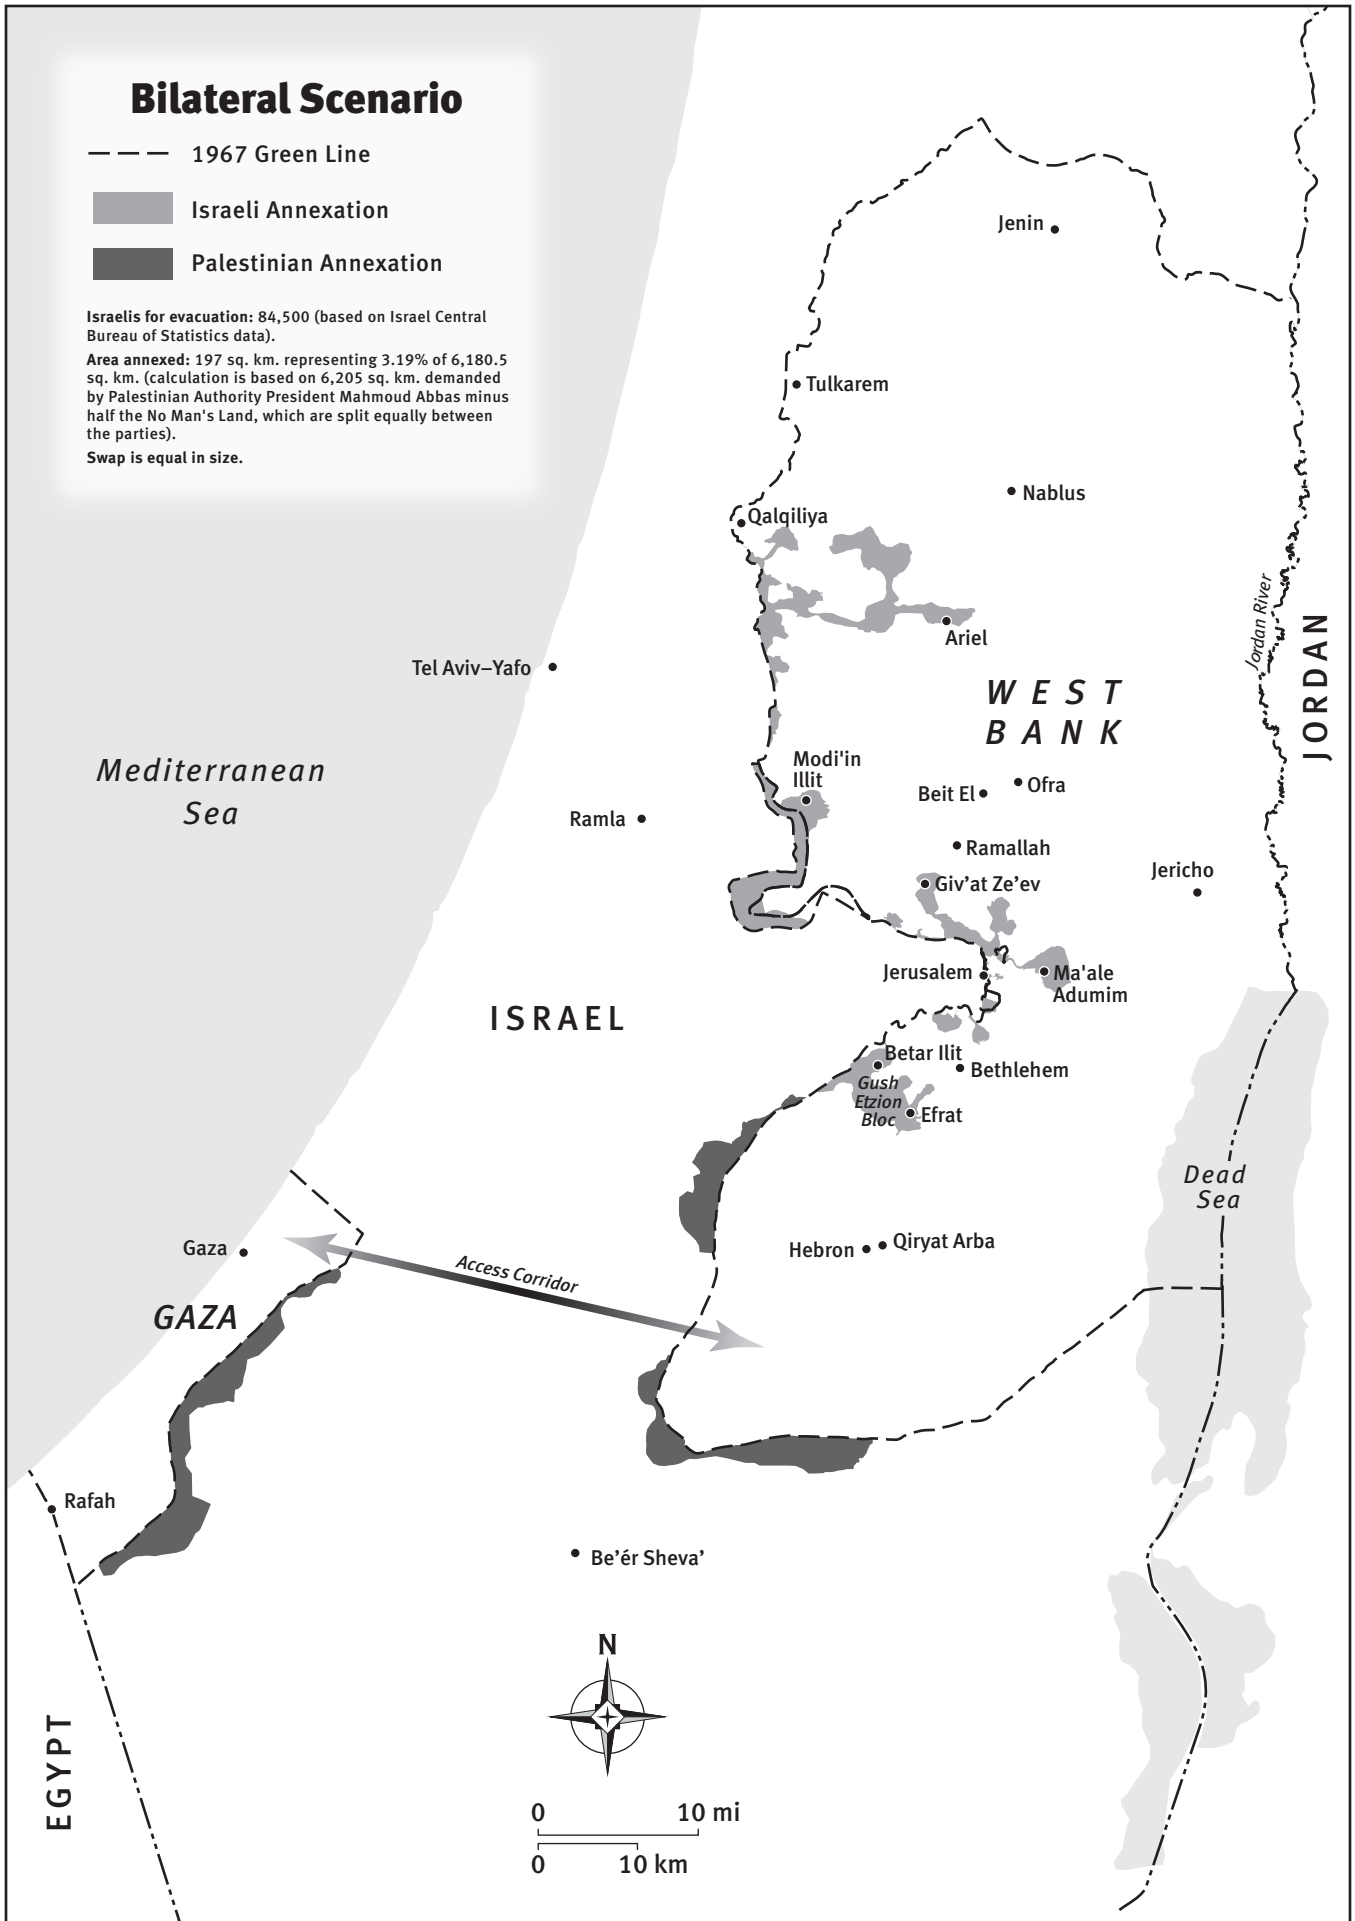 Bilateral Scenario
1967 Green Line
Israeli Annexation
Palestinian Annexation
Israelis for evacuation: 84,500 (based on Israel Central
Bureau of Statistics data).
Area annexed: 197 sq. km. representing 3.19% of 6,180.5
sq. km. (calculation is based on 6,205 sq. km. demanded
by Palestinian Authority President Mahmoud Abbas minus
half the No Man's Land, which are split equally between
the parties).
Swap is equal in size.
Jenin
Tulkarem
Nablus
Qalqiliya
Ariel
Jordan River
JORDAN
Tel Aviv–Yafo
WEST
BANK
Mediterranean
Sea
Modi'in
Illit
Beit El
Ofra
Ramla
Ramallah
Jericho
Giv’at Ze’ev
Jerusalem
Ma'ale
Adumim
ISRAEL
Betar Ilit
Bethlehem
Gush
Etzion
Bloc
Efrat
Dead
Sea
Gaza
Access Corridor
Hebron
Qiryat Arba
GAZA
Rafah
Be’ér Sheva’
EGYPT
N
0 10 mi
0 10 km